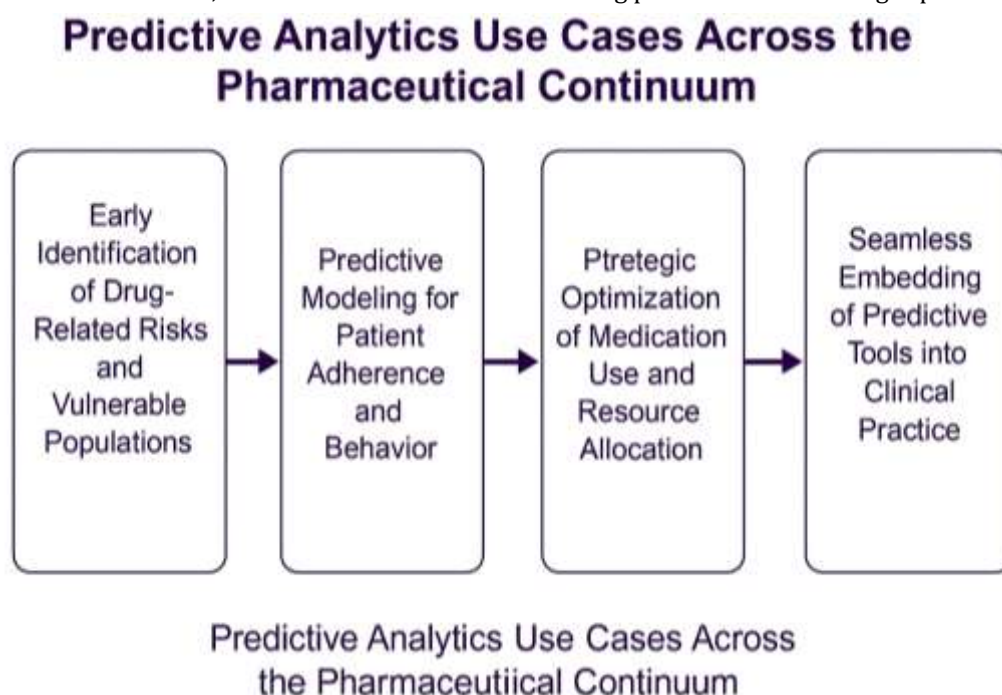 Predictive Analytics Use Cases Across the
Pharmaceutical Continuum
Early
Identification
of Drug-
Related Risks
and
Vulnerable
Populations
Predictive
Modeling for
Patient
Adherence
and
Behavior
Ptretegic
Optimization
of Medication
Use and
Resource
Allocation
Seamless
Embedding
of Predictive
Tools into
Clinical
Practice
Predictive Analytics Use Cases Across
the Pharmaceutiical Continuum